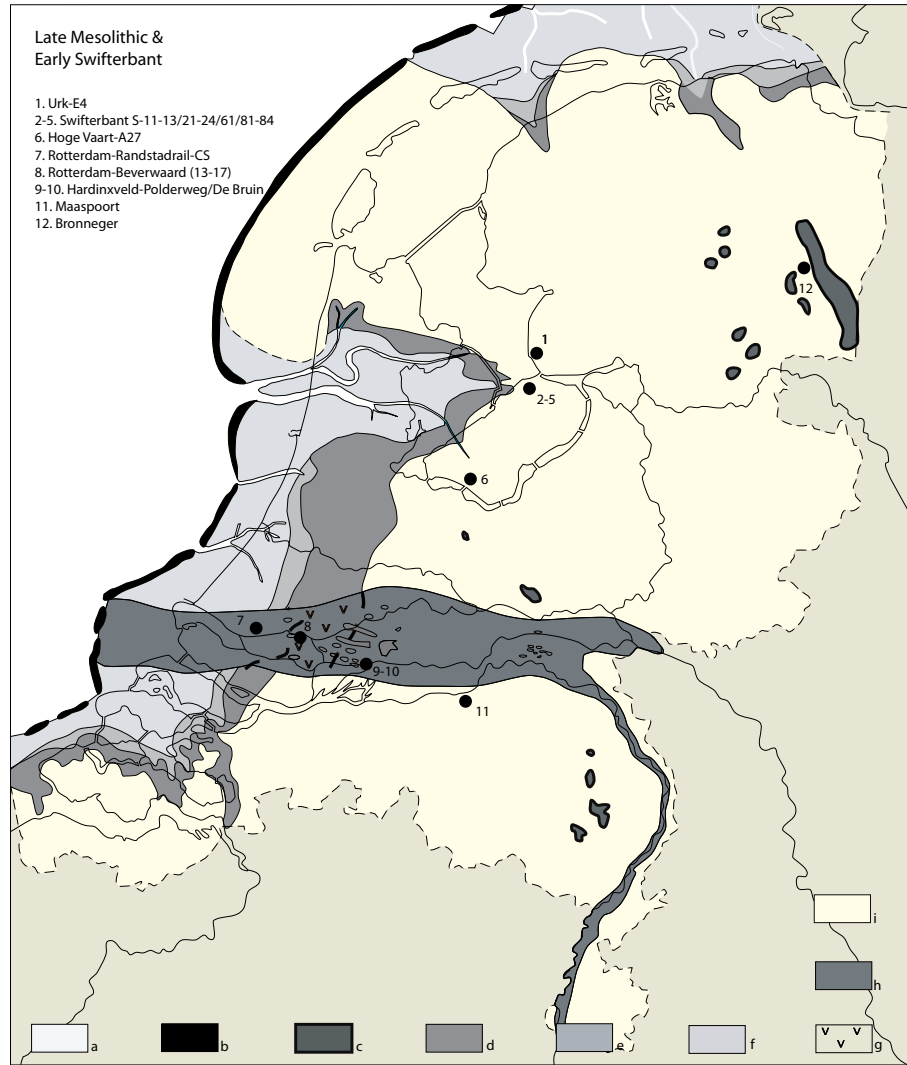 Late Mesolithic &
Early Swifterbant
1. Urk-E4
2-5. Swifterbant S-11-13/21-24/61/81-84
6. Hoge Vaart-A27
7. Rotterdam-Randstadrail-CS
8. Rotterdam-Beverwaard (13-17)
9-10. Hardinxveld-Polderweg/De Bruin
11. Maaspoort
12. Bronneger
12
1
2-5
6
7
8
v v
v
v
v
9-10
11
i
h
a
b
c
d
e
f
v v
v
g